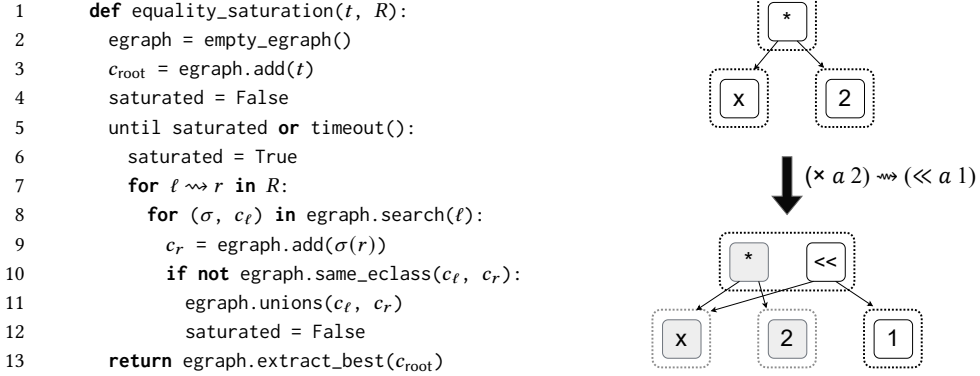 1 def equality_saturation(t, R):
2 egraph = empty_egraph()
3 c_root = egraph.add(t)
4 saturated = False
5 until saturated or timeout():
6 saturated = True
7 for ℓ ⇝ r in R:
8 for (σ, c_ℓ) in egraph.search(ℓ):
9 c_r = egraph.add(σ(r))
10 if not egraph.same_eclass(c_ℓ, c_r):
11 egraph.unions(c_ℓ, c_r)
12 saturated = False
13 return egraph.extract_best(c_root)
*
x 2
(× a 2) ⇝ (≪ a 1)
* <<
x 2 1